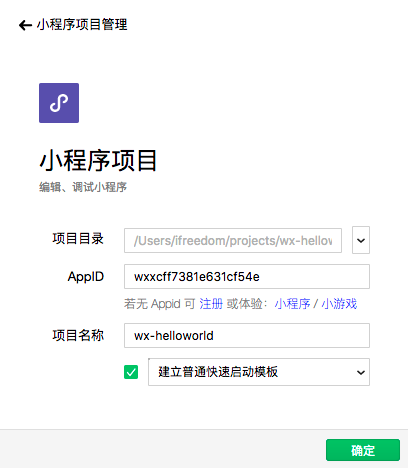 小程序项目管理
小程序项目
编辑、调试小程序
项目目录 /Users/ifreedom/projects/wx-hellow
AppID wxxcff7381e631cf54e
若无 Appid 可 注册 或体验：小程序 / 小游戏
项目名称 wx-helloworld
建立普通快速启动模板
确定